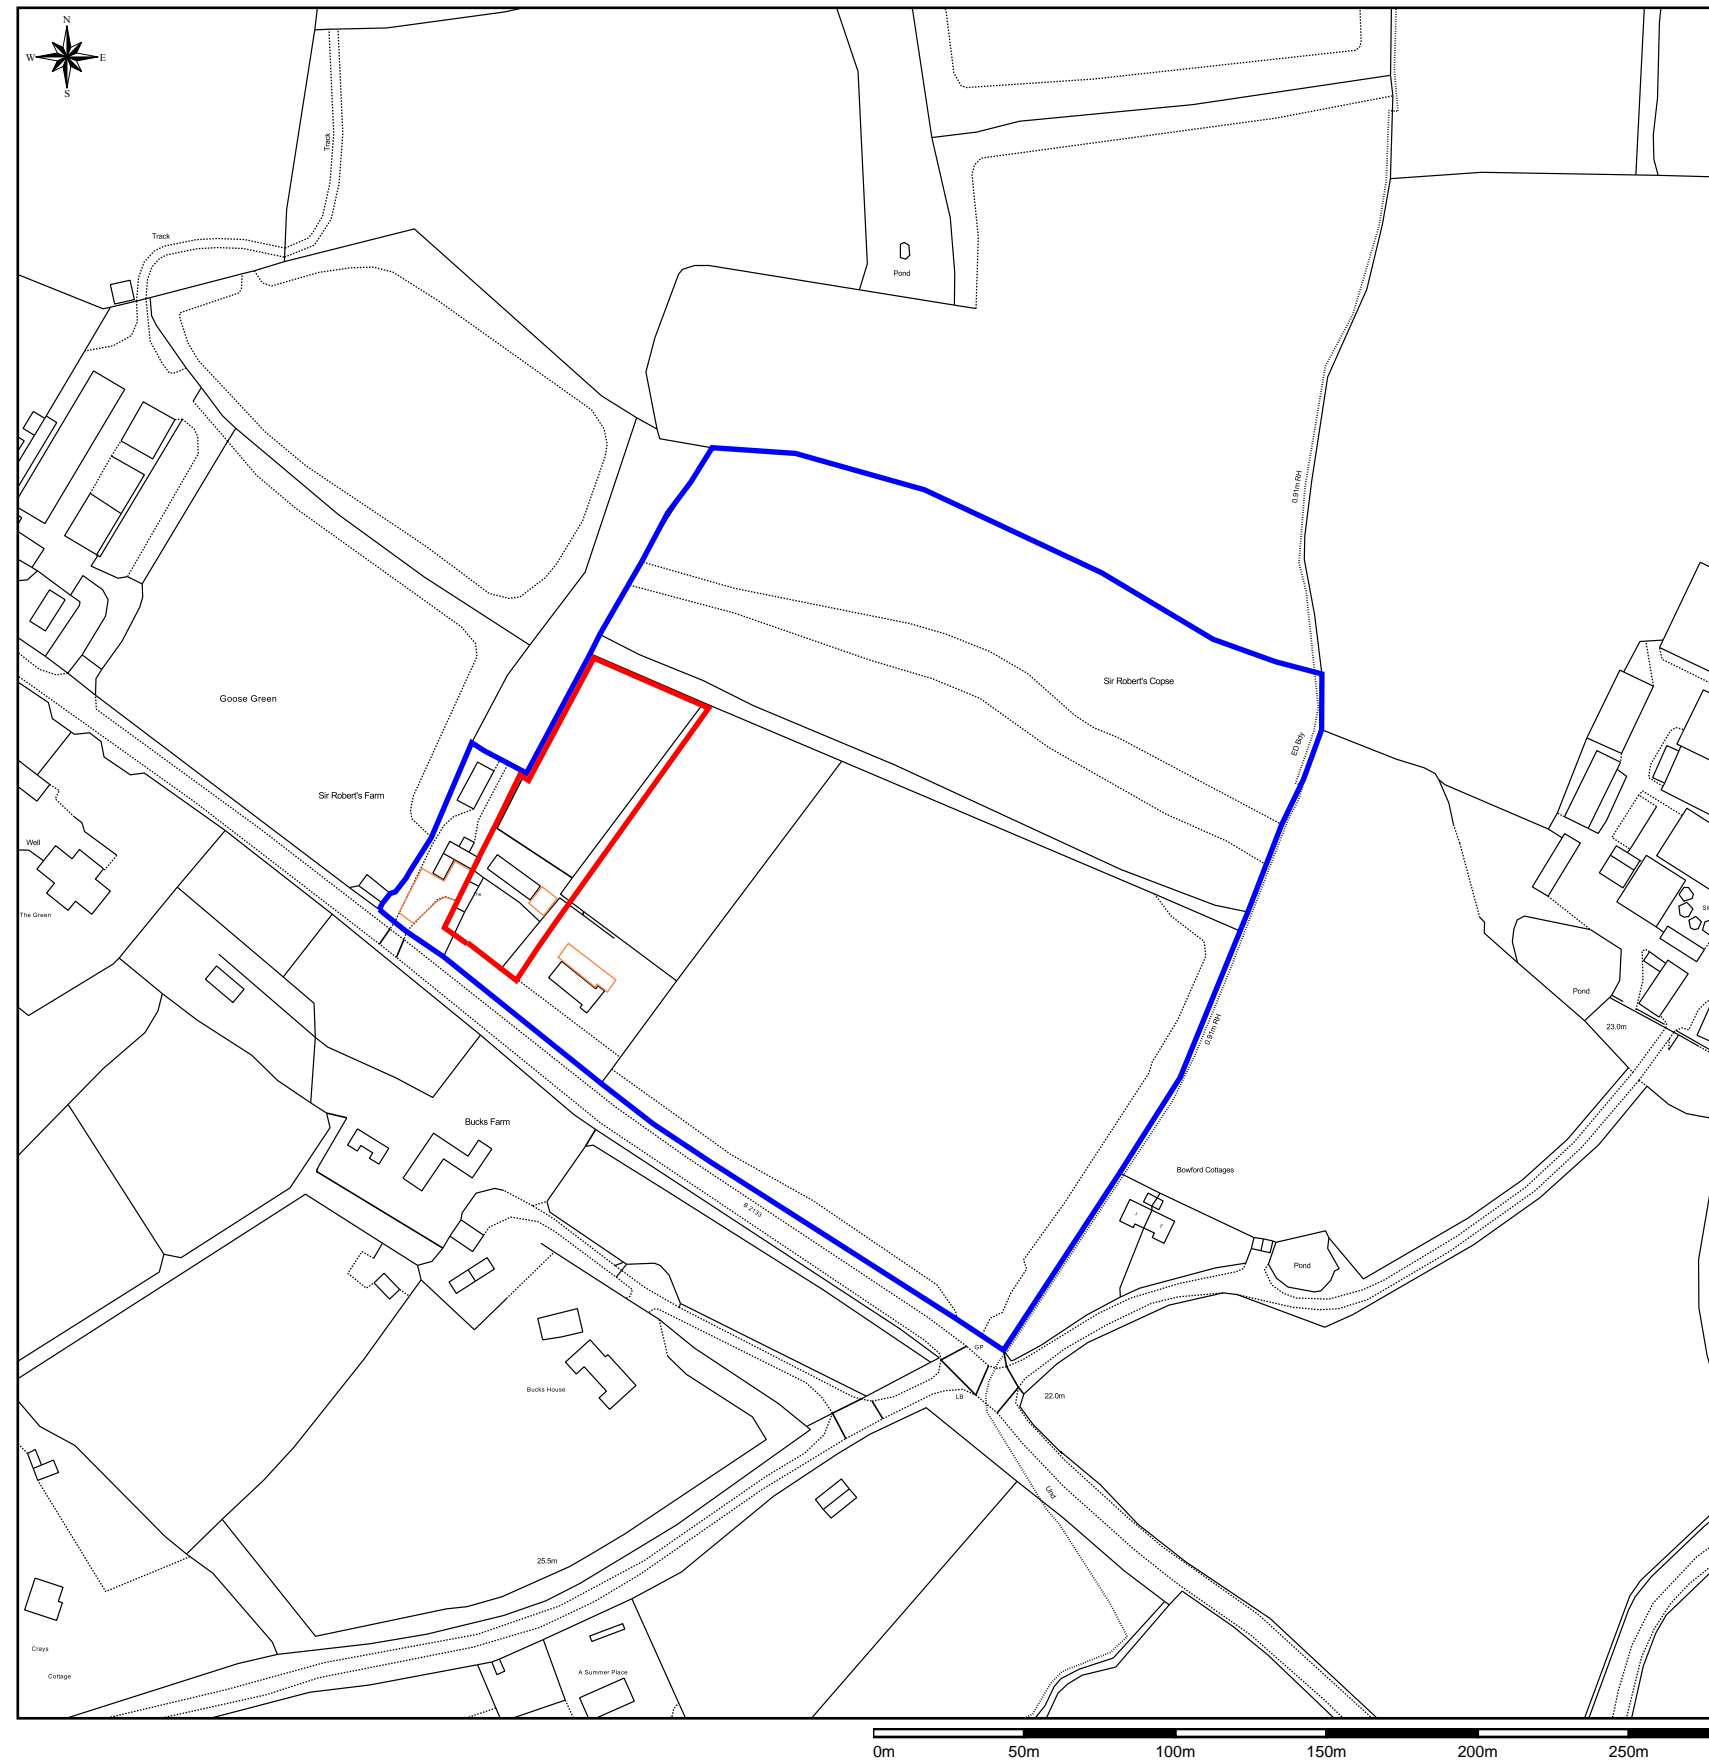 N
W E
S
Track
Track
Pond
0.91m RH
Sir Robert's Copse
Goose Green
ED Bdy
Sir Robert's Farm
Well
The Green
Pond
23.0m
0.91m RH
Bucks Farm
Bowford Cottages
B 2133
Pond
GP
Bucks House
LB
22.0m
Und
25.5m
Crays
Cottage
A Summer Place
0m 50m 100m 150m 200m 250m